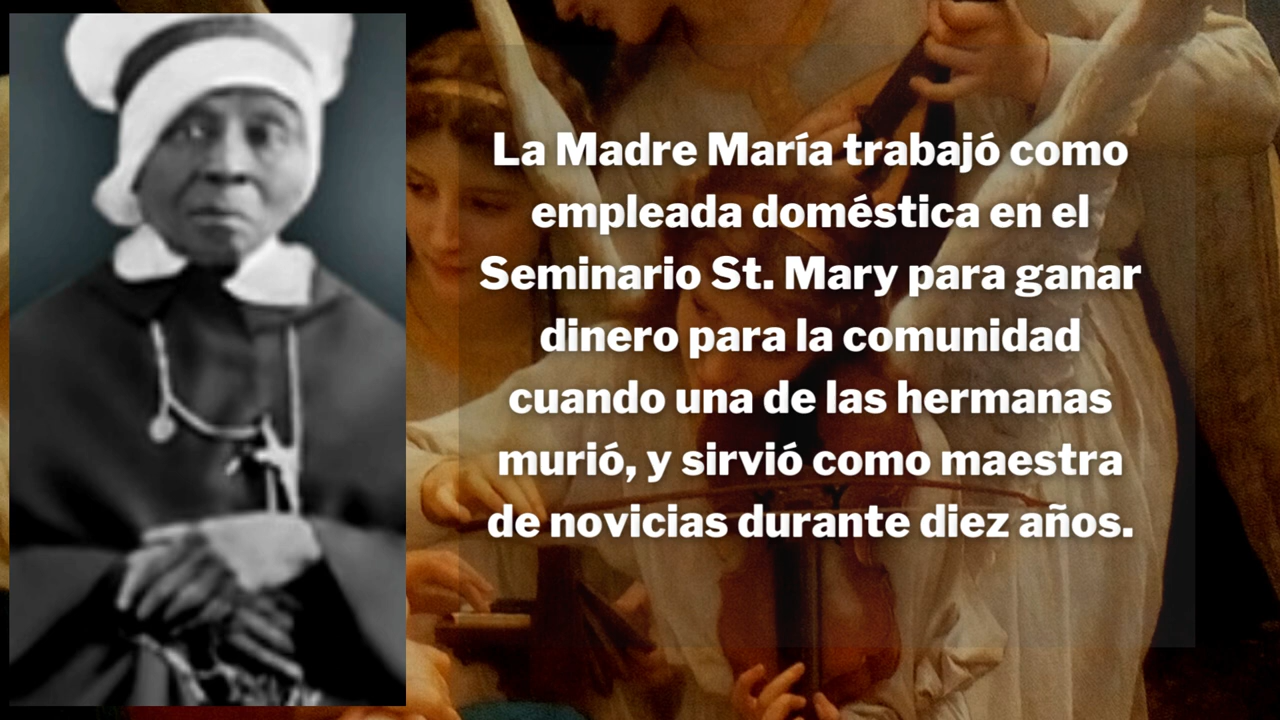 La Madre María trabajó como
empleada doméstica en el
Seminario St. Mary para ganar
dinero para la comunidad
cuando una de las hermanas
murió, y sirvió como maestra
de novicias durante diez años.